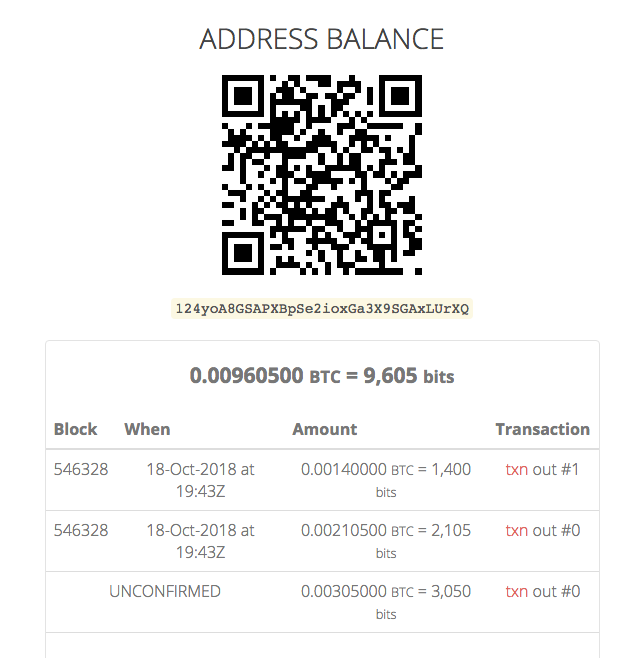 ADDRESS BALANCE
124yoA8GSAPXBpSe2ioxGa3X9SGAxLUrXQ
0.00960500 BTC = 9,605 bits
Block When Amount Transaction
546328 18-Oct-2018 at 0.00140000 BTC = 1,400 txn out #1
19:43Z bits
546328 18-Oct-2018 at 0.00210500 BTC = 2,105 txn out #0
19:43Z bits
UNCONFIRMED 0.00305000 BTC = 3,050 txn out #0
bits